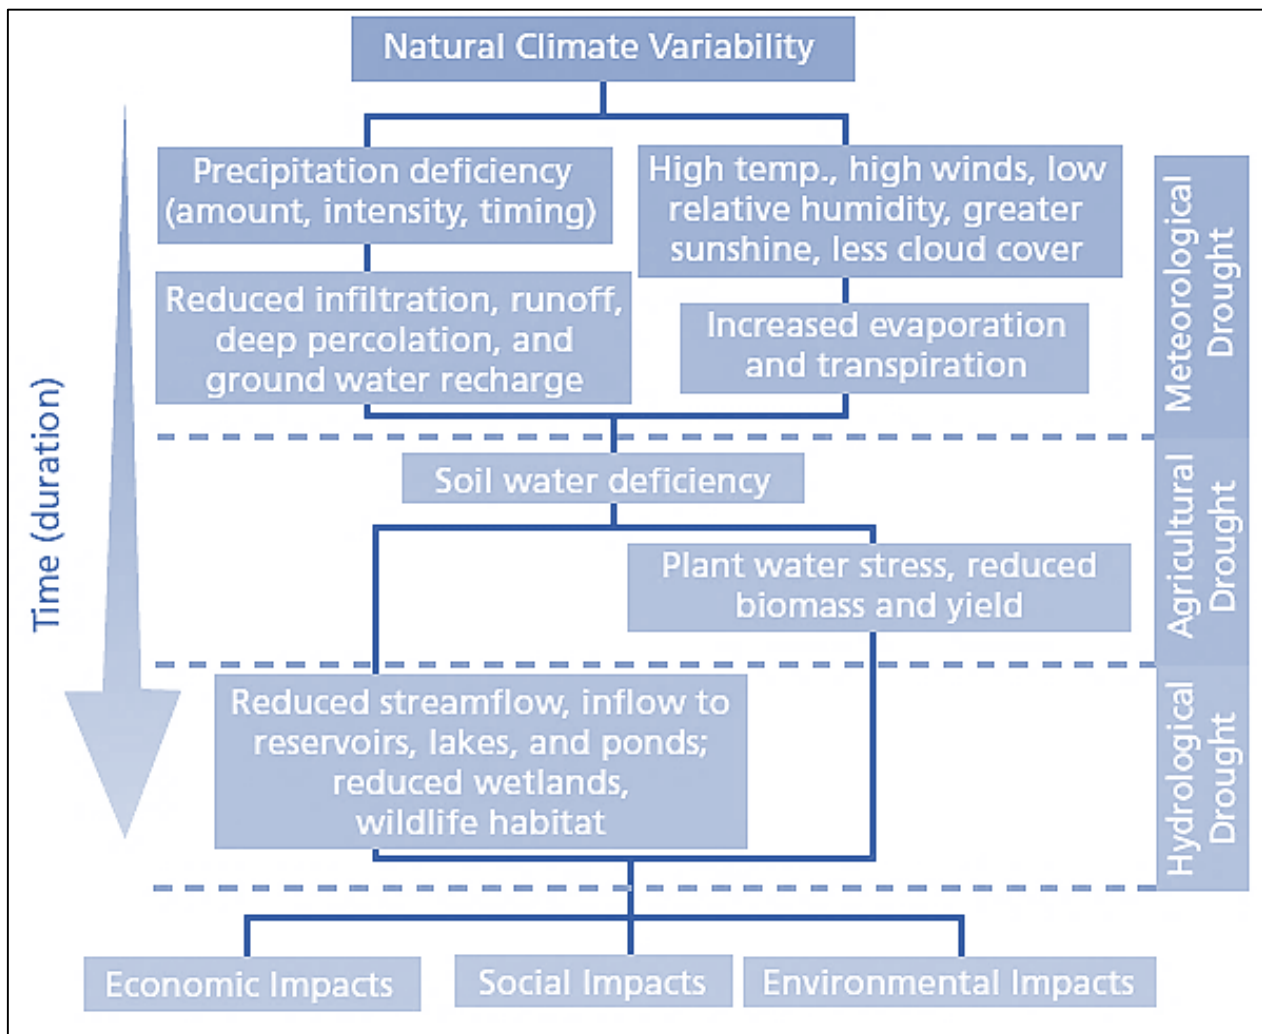 Natural Climate Variability
Precipitation deficiency
(amount, intensity, timing)
High temp., high winds, low
relative humidity, greater
sunshine, less cloud cover
Reduced infiltration, runoff,
deep percolation, and
ground water recharge
Increased evaporation
and transpiration
Meteorological
Drought
Time (duration)
Soil water deficiency
Plant water stress, reduced
biomass and yield
Agricultural
Drought
Reduced streamflow, inflow to
reservoirs, lakes, and ponds;
reduced wetlands,
wildlife habitat
Hydrological
Drought
Economic Impacts
Social Impacts
Environmental Impacts